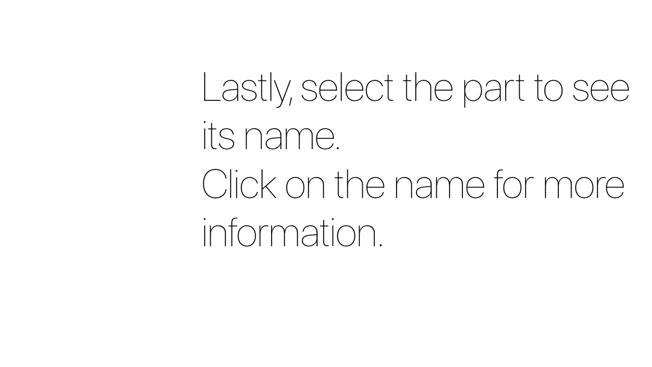 Lastly, select the part to see
its name.
Click on the name for more
information.